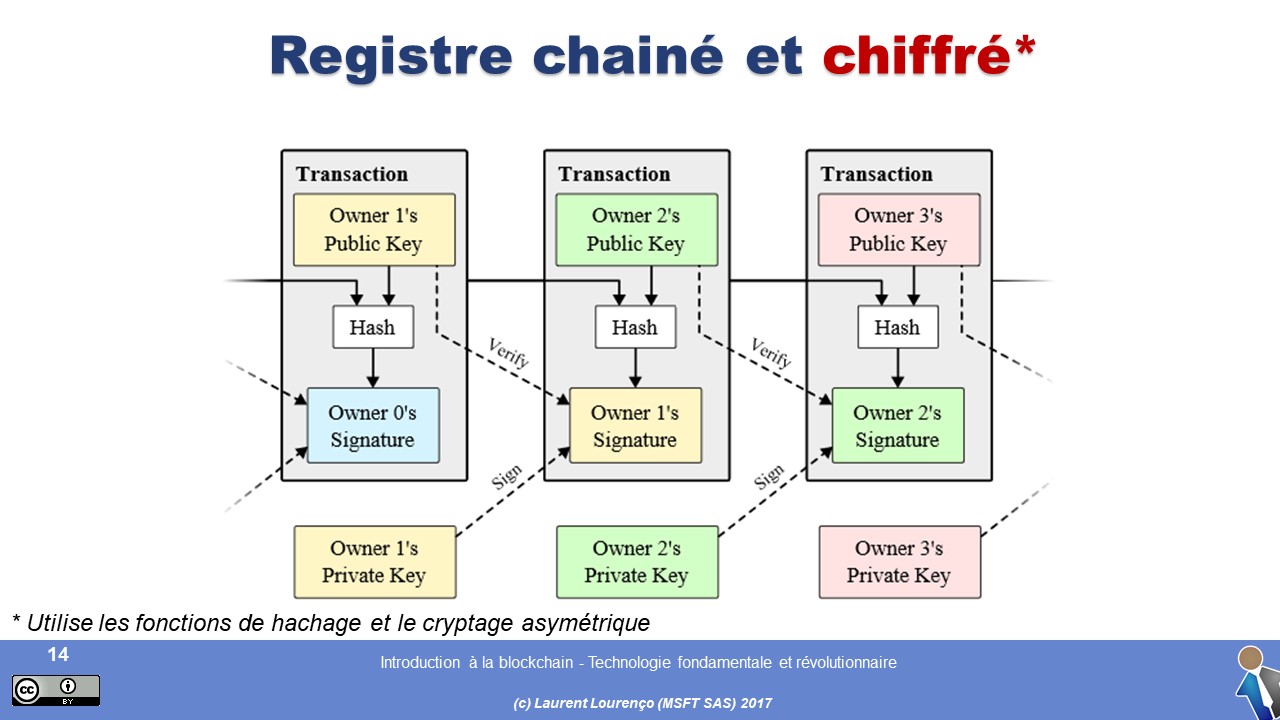 Registre chainé et chiffré*
Transaction
Owner 1's
Public Key
Hash
Owner 0's
Signature
Transaction
Owner 2's
Public Key
Hash
Verify
Owner 1's
Signature
Sign
Transaction
Owner 3's
Public Key
Hash
Verify
Owner 2's
Signature
Sign
Owner 1's
Private Key
Owner 2's
Private Key
Owner 3's
Private Key
* Utilise les fonctions de hachage et le cryptage asymétrique
14
Introduction à la blockchain - Technologie fondamentale et révolutionnaire
cc
BY
(c) Laurent Lourenço (MSFT SAS) 2017